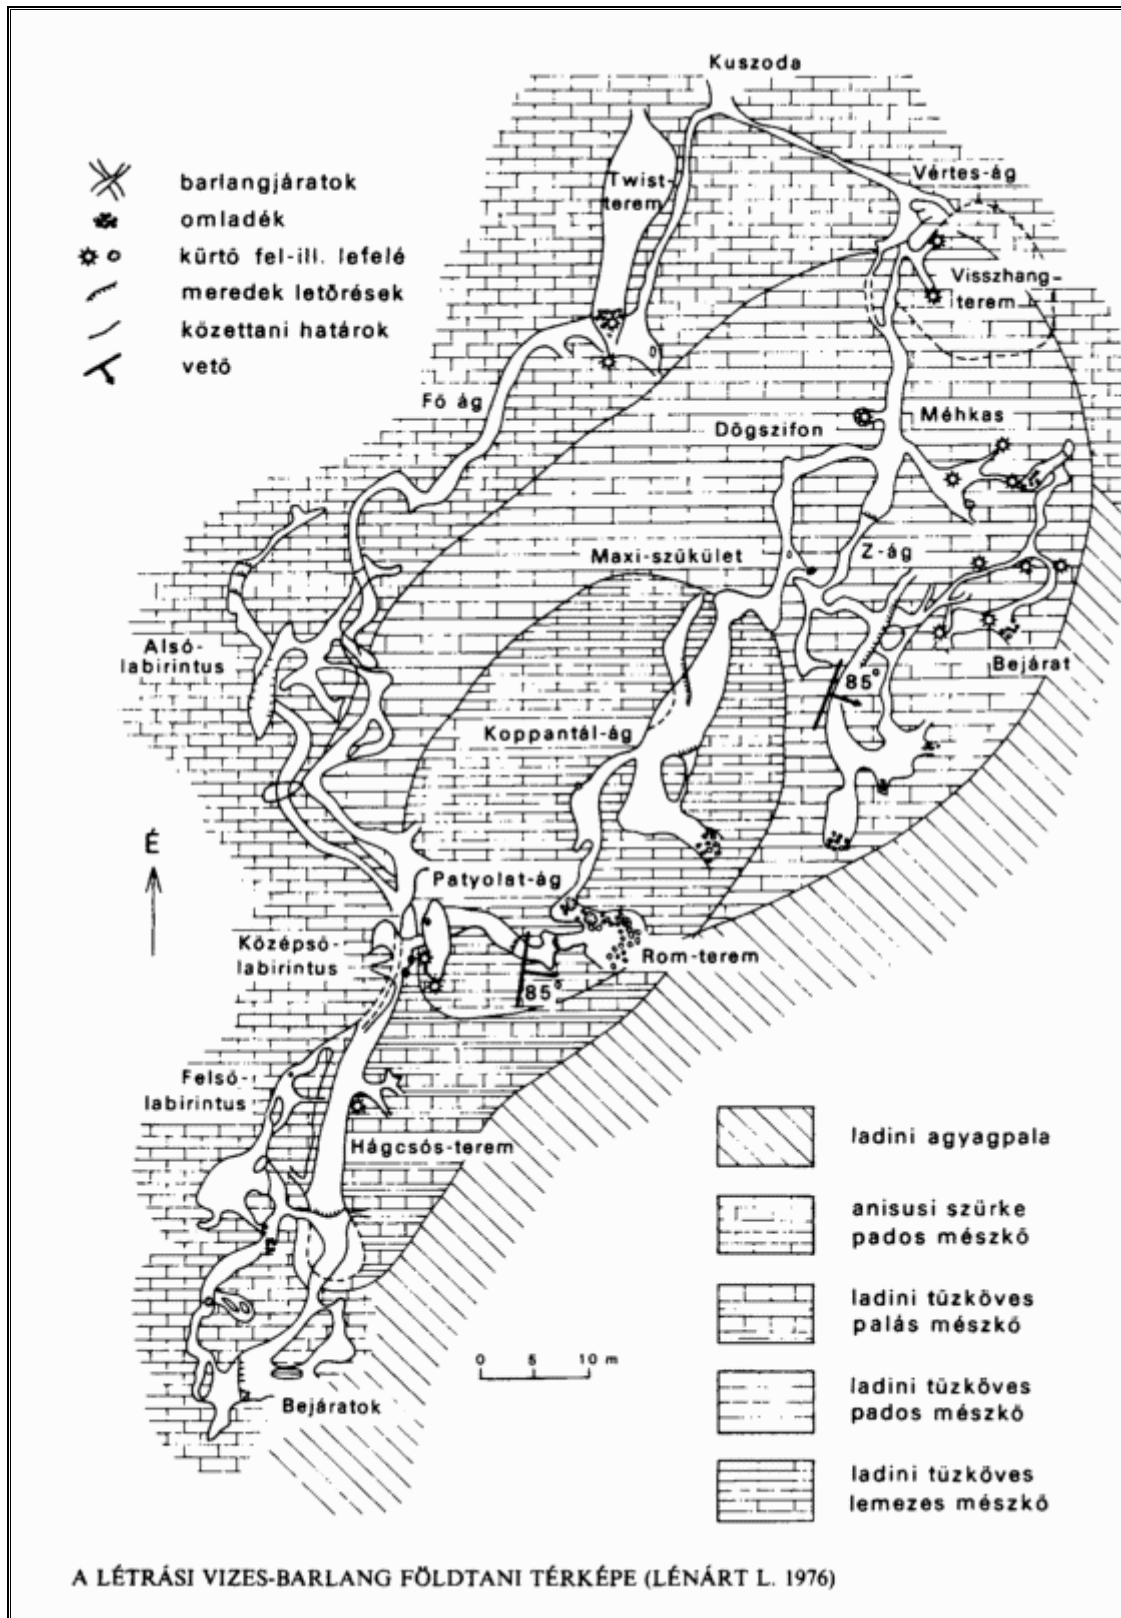 Kuszoda
barlangjáratok
omladék
kürtő fel-ill. lefelé
meredek letörések
kőzettani határok
vető
Twist-
terem
Vértes-ág
Visszhang-
terem
Fő ág
Méhkas
Dögszifon
Maxi-szűkület
Z-ág
Alsó-
labirintus
Bejárat
85°
Koppantál-ág
É
Patyolat-ág
Középső-
labirintus
Rom-terem
85°
Felső-
labirintus
Hágcsós-terem
ladini agyagpala
anisusi szürke
pados mészkő
ladini tűzköves
palás mészkő
0 5 10 m
ladini tűzköves
pados mészkő
Bejáratok
ladini tűzköves
lemezes mészkő
A LÉTRÁSI VIZES-BARLANG FÖLDTANI TÉRKÉPE (LÉNÁRT L. 1976)